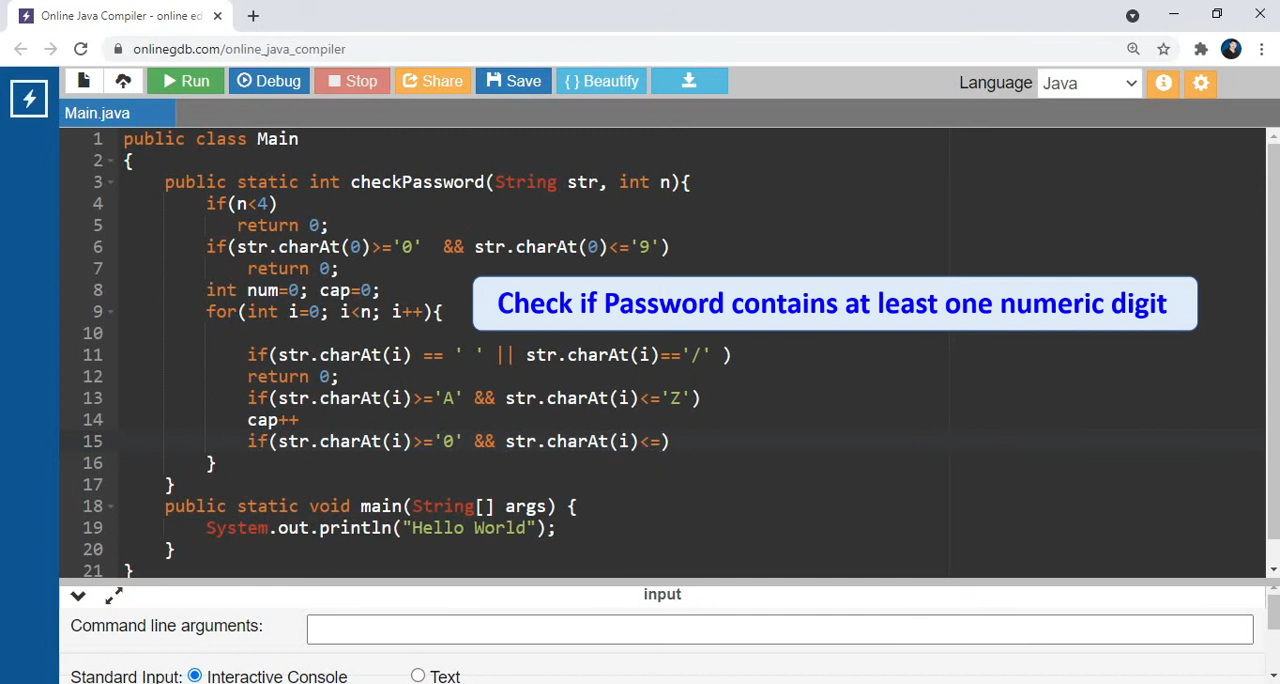 Online Java Compiler - online ed
onlinegdb.com/online_java_compiler
Run Debug Stop Share Save { } Beautify Language Java
Main.java
1 public class Main
2 {
3 public static int checkPassword(String str, int n){
4 if(n<4)
5 return 0;
6 if(str.charAt(0)>='0' && str.charAt(0)<='9')
7 return 0;
8 int num=0; cap=0;
9 for(int i=0; i<n; i++){
Check if Password contains at least one numeric digit
10
11 if(str.charAt(i) == ' ' || str.charAt(i)=='/' )
12 return 0;
13 if(str.charAt(i)>='A' && str.charAt(i)<='Z')
14 cap++
15 if(str.charAt(i)>='0' && str.charAt(i)<=)
16 }
17 }
18 public static void main(String[] args) {
19 System.out.println("Hello World");
20 }
21 }
input
Command line arguments:
Standard Input: Interactive Console Text